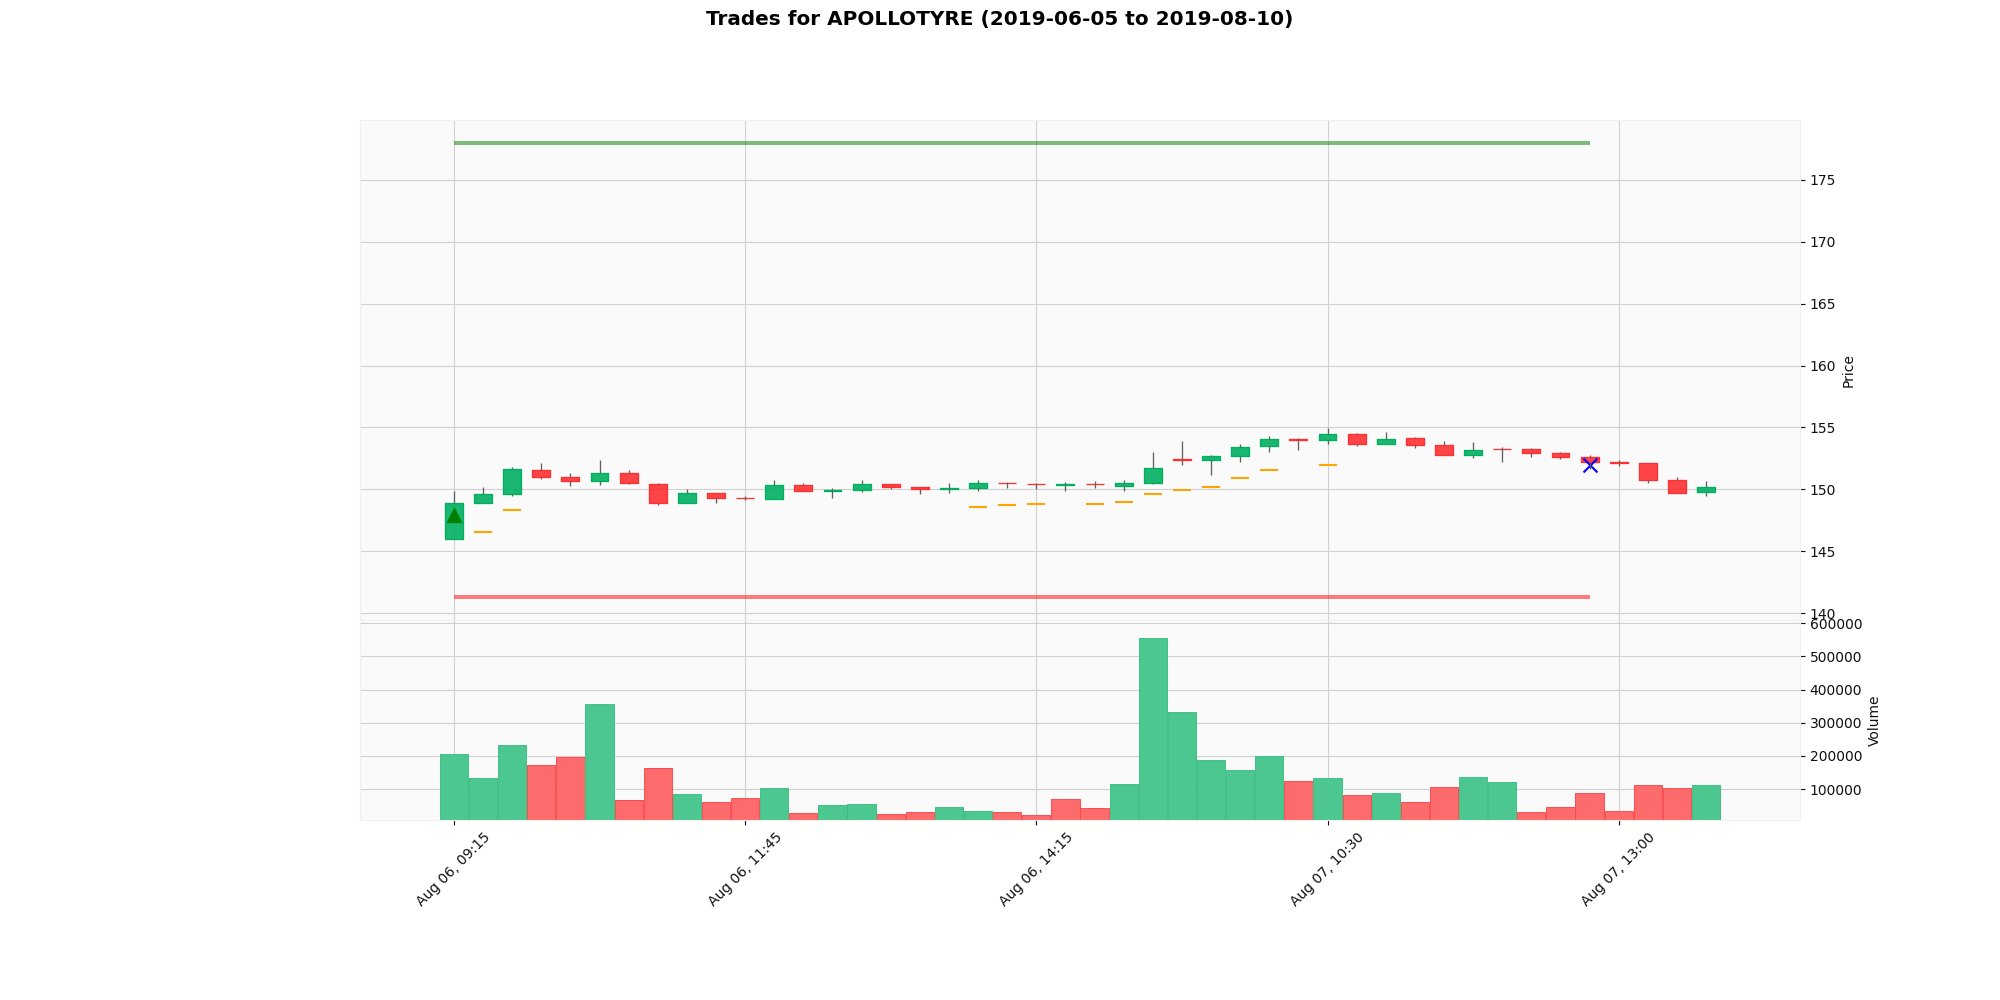 Trades for APOLLOTYRE (2019-06-05 to 2019-08-10)
175
170
165
160
155
150
145
140
Price
600000
500000
400000
300000
200000
100000
Volume
Aug 06, 09:15
Aug 06, 11:45
Aug 06, 14:15
Aug 07, 10:30
Aug 07, 13:00